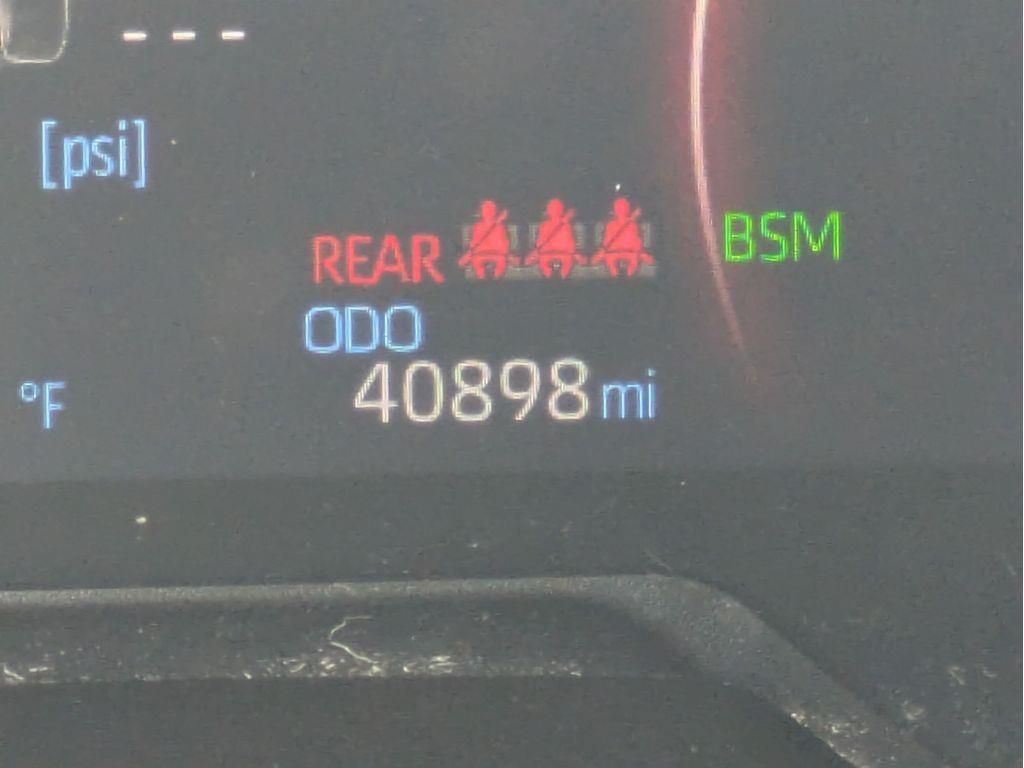 ---
[psi]
REAR
BSM
ODO
40898 mi
°F